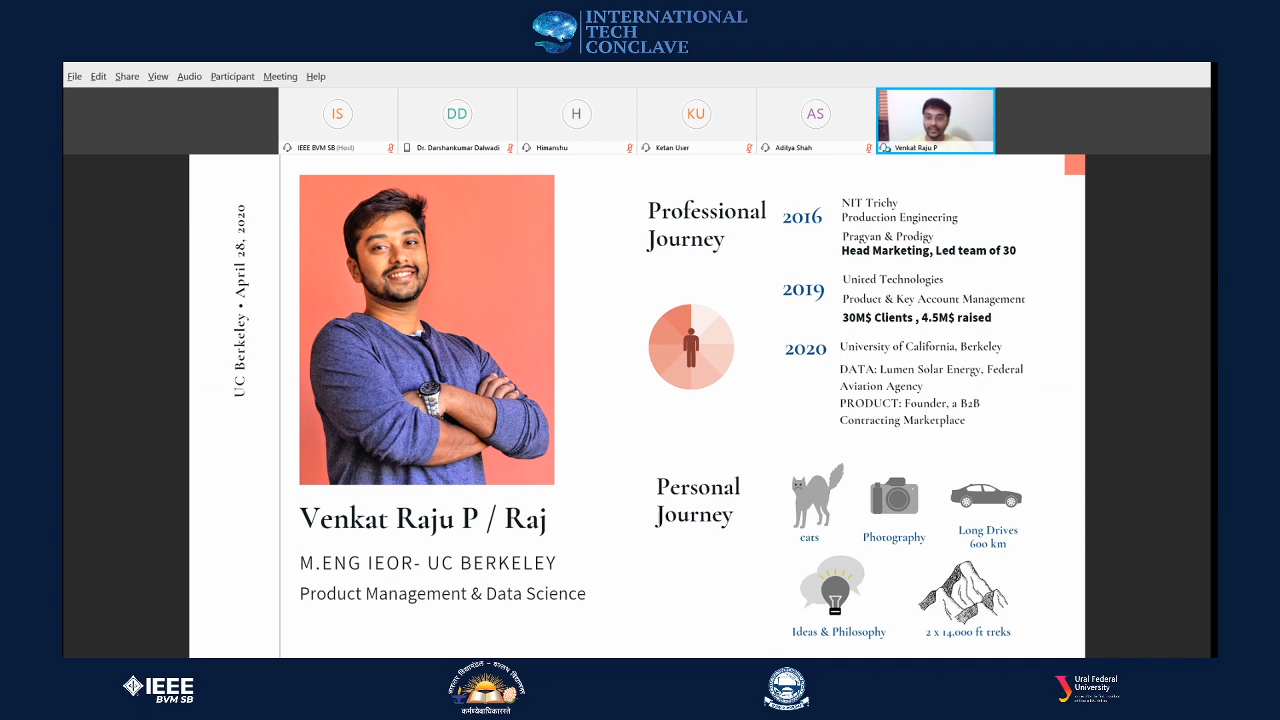 INTERNATIONAL
TECH
CONCLAVE
File Edit Share View Audio Participant Meeting Help
IS
DD
H
KU
AS
IEEE BVM SB (Host)
Dr. Darshankumar Dalwadi
Himanshu
Ketan User
Aditya Shah
Venkat Raju P
UC Berkeley • April 28, 2020
Venkat Raju P / Raj
M.ENG IEOR- UC BERKELEY
Product Management & Data Science
Professional
Journey
2016
NIT Trichy
Production Engineering
Pragyan & Prodigy
Head Marketing, Led team of 30
2019
United Technologies
Product & Key Account Management
30M$ Clients , 4.5M$ raised
2020
University of California, Berkeley
DATA: Lumen Solar Energy, Federal
Aviation Agency
PRODUCT: Founder, a B2B
Contracting Marketplace
Personal
Journey
cats
Photography
Long Drives
600 km
Ideas & Philosophy
2 x 14,000 ft treks
IEEE
BVM SB
कर्मण्येवाधिकारस्ते
Ural Federal
University